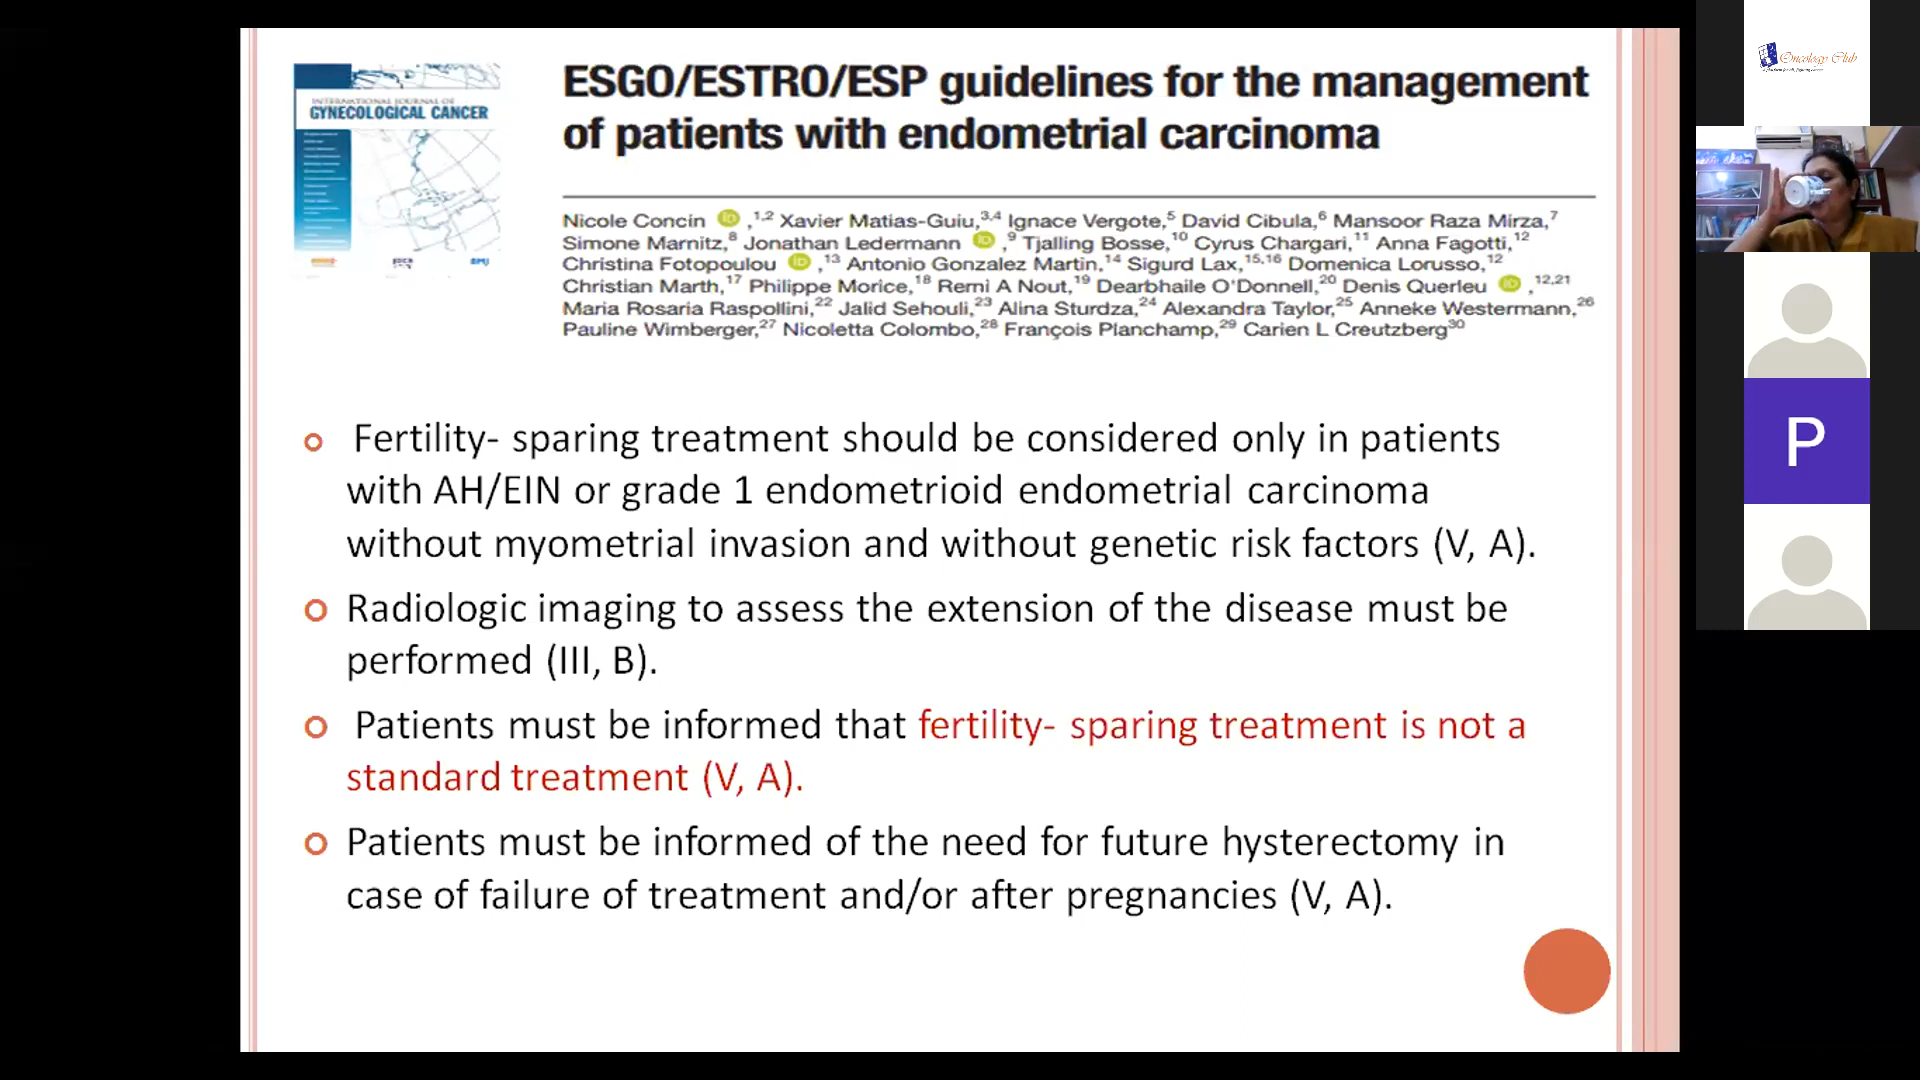 INTERNATIONAL JOURNAL OF
GYNECOLOGICAL CANCER
ESGO/ESTRO/ESP guidelines for the management
of patients with endometrial carcinoma
Nicole Concin iD ,1,2 Xavier Matias-Guiu,3,4 Ignace Vergote,5 David Cibula,6 Mansoor Raza Mirza,7
Simone Marnitz,8 Jonathan Ledermann iD ,9 Tjalling Bosse,10 Cyrus Chargari,11 Anna Fagotti,12
Christina Fotopoulou iD ,13 Antonio Gonzalez Martin,14 Sigurd Lax,15,16 Domenica Lorusso,12
Christian Marth,17 Philippe Morice,18 Remi A Nout,19 Dearbhaile O'Donnell,20 Denis Querleu iD ,12,21
Maria Rosaria Raspollini,22 Jalid Sehouli,23 Alina Sturdza,24 Alexandra Taylor,25 Anneke Westermann,26
Pauline Wimberger,27 Nicoletta Colombo,28 François Planchamp,29 Carien L Creutzberg30
Fertility- sparing treatment should be considered only in patients
with AH/EIN or grade 1 endometrioid endometrial carcinoma
without myometrial invasion and without genetic risk factors (V, A).
Radiologic imaging to assess the extension of the disease must be
performed (III, B).
Patients must be informed that fertility- sparing treatment is not a
standard treatment (V, A).
Patients must be informed of the need for future hysterectomy in
case of failure of treatment and/or after pregnancies (V, A).
Oncology Club
P